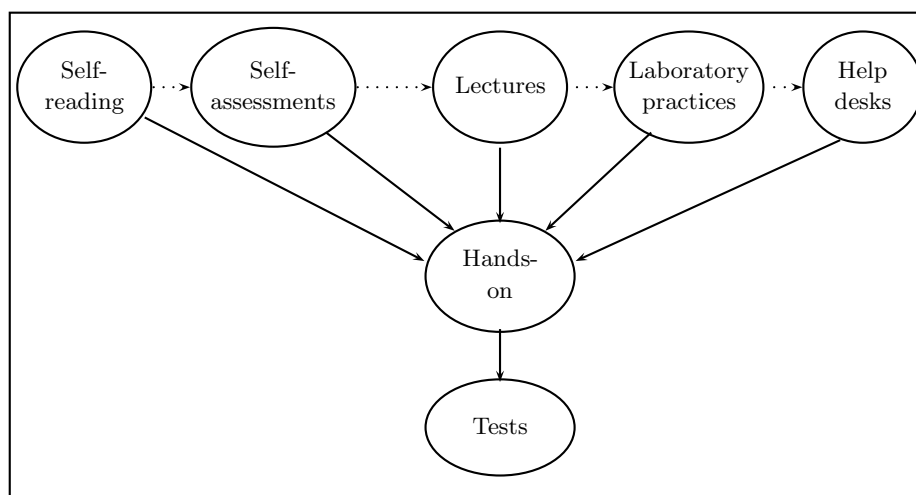 Self-
reading
Self-
assessments
Lectures
Laboratory
practices
Help
desks
Hands-
on
Tests